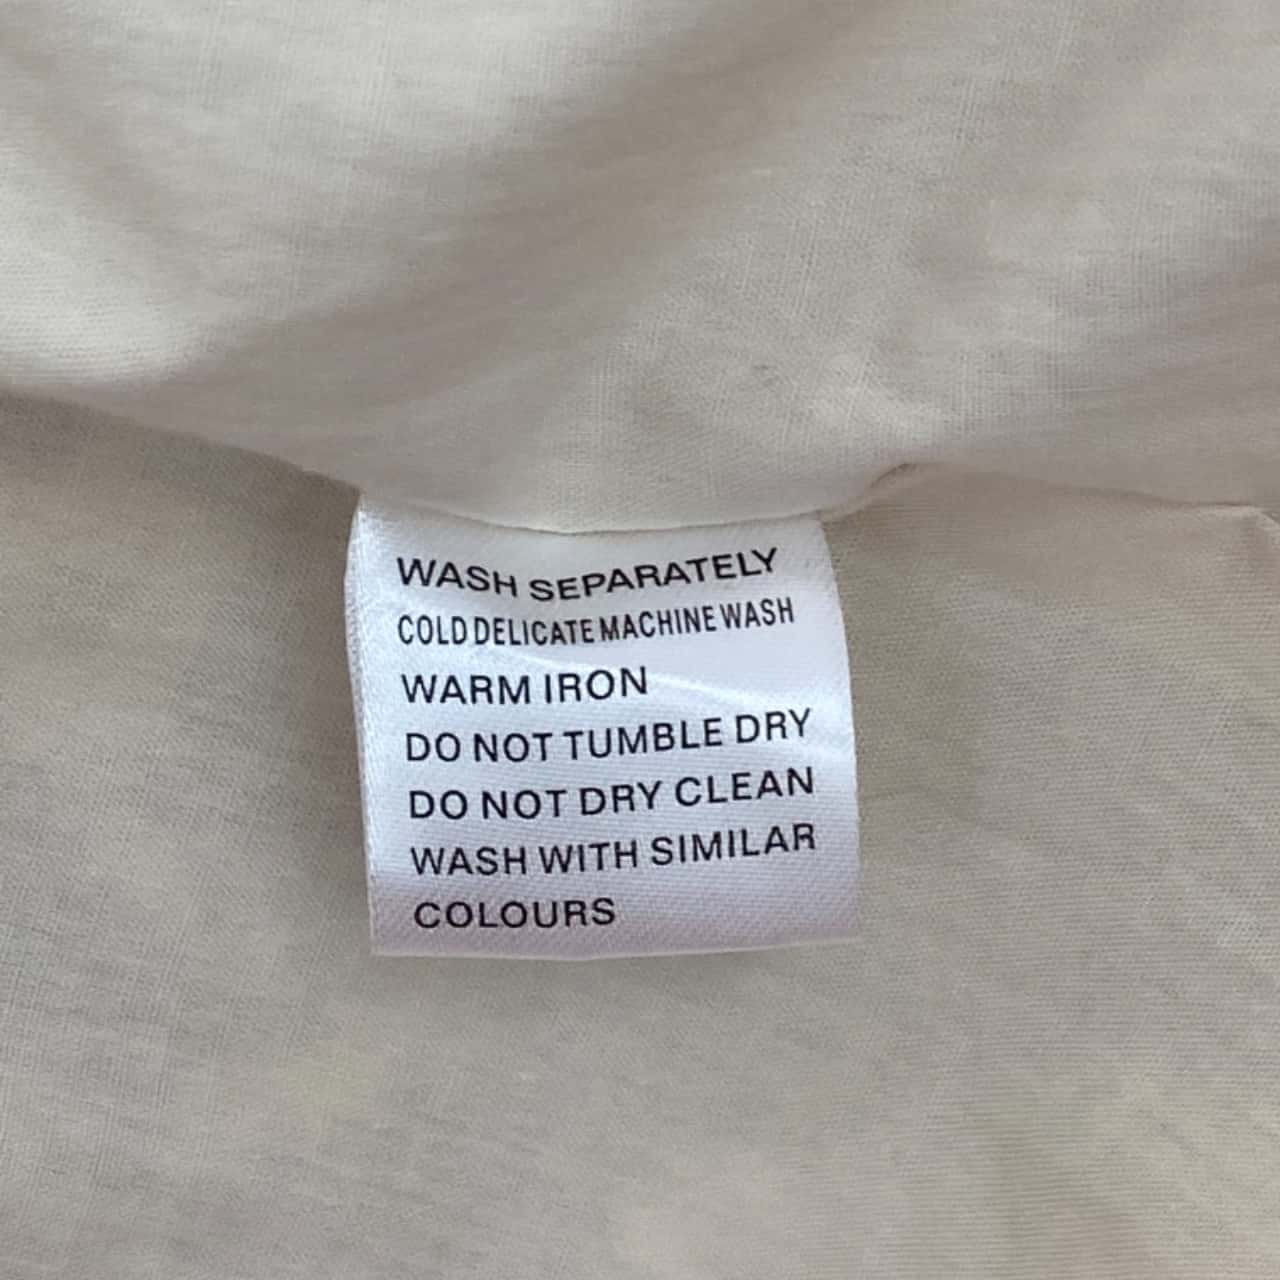 WASH SEPARATELY
COLD DELICATE MACHINE WASH
WARM IRON
DO NOT TUMBLE DRY
DO NOT DRY CLEAN
WASH WITH SIMILAR
COLOURS